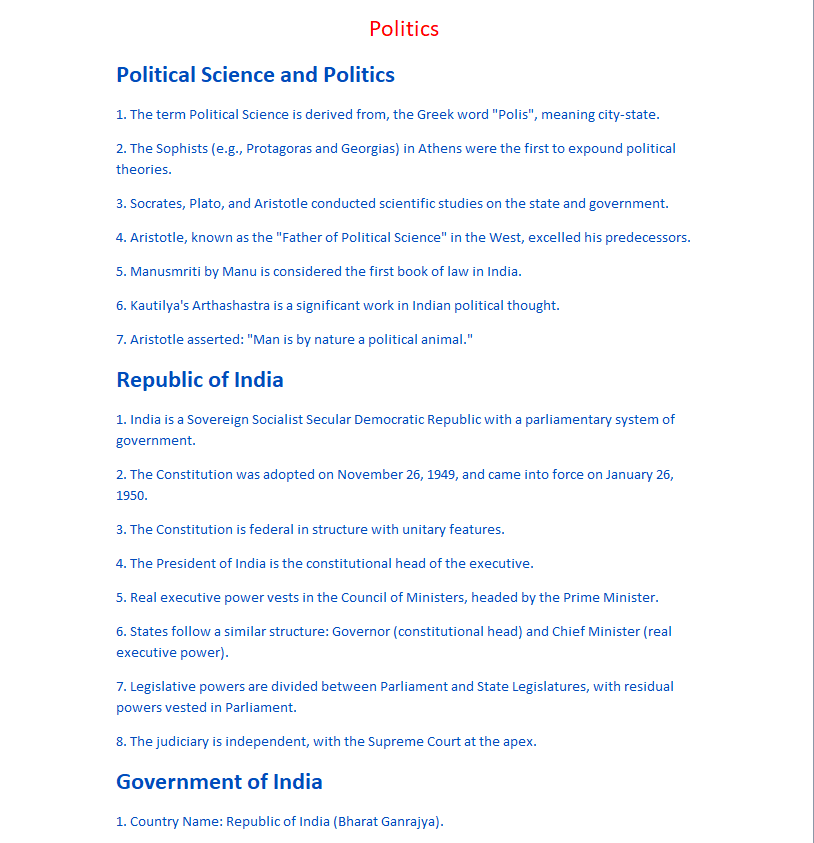 Politics
Political Science and Politics
1. The term Political Science is derived from, the Greek word "Polis", meaning city-state.
2. The Sophists (e.g., Protagoras and Georgias) in Athens were the first to expound political
theories.
3. Socrates, Plato, and Aristotle conducted scientific studies on the state and government.
4. Aristotle, known as the "Father of Political Science" in the West, excelled his predecessors.
5. Manusmriti by Manu is considered the first book of law in India.
6. Kautilya's Arthashastra is a significant work in Indian political thought.
7. Aristotle asserted: "Man is by nature a political animal."
Republic of India
1. India is a Sovereign Socialist Secular Democratic Republic with a parliamentary system of
government.
2. The Constitution was adopted on November 26, 1949, and came into force on January 26,
1950.
3. The Constitution is federal in structure with unitary features.
4. The President of India is the constitutional head of the executive.
5. Real executive power vests in the Council of Ministers, headed by the Prime Minister.
6. States follow a similar structure: Governor (constitutional head) and Chief Minister (real
executive power).
7. Legislative powers are divided between Parliament and State Legislatures, with residual
powers vested in Parliament.
8. The judiciary is independent, with the Supreme Court at the apex.
Government of India
1. Country Name: Republic of India (Bharat Ganrajya).